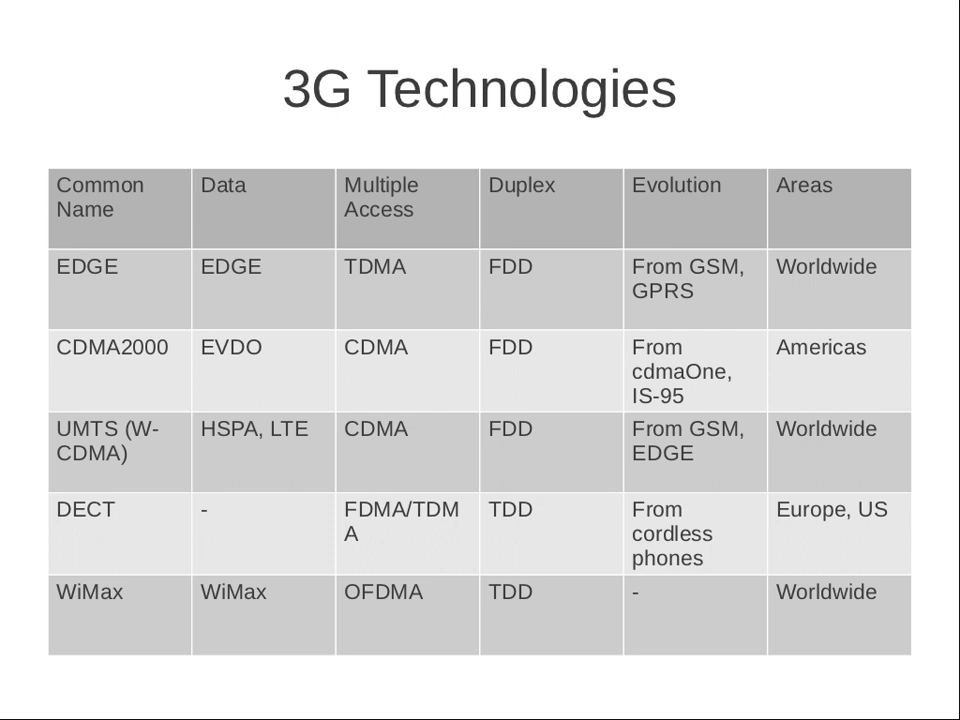 3G Technologies
Common Name | Data | Multiple Access | Duplex | Evolution | Areas
EDGE | EDGE | TDMA | FDD | From GSM, GPRS | Worldwide
CDMA2000 | EVDO | CDMA | FDD | From cdmaOne, IS-95 | Americas
UMTS (W-CDMA) | HSPA, LTE | CDMA | FDD | From GSM, EDGE | Worldwide
DECT | - | FDMA/TDMA | TDD | From cordless phones | Europe, US
WiMax | WiMax | OFDMA | TDD | - | Worldwide